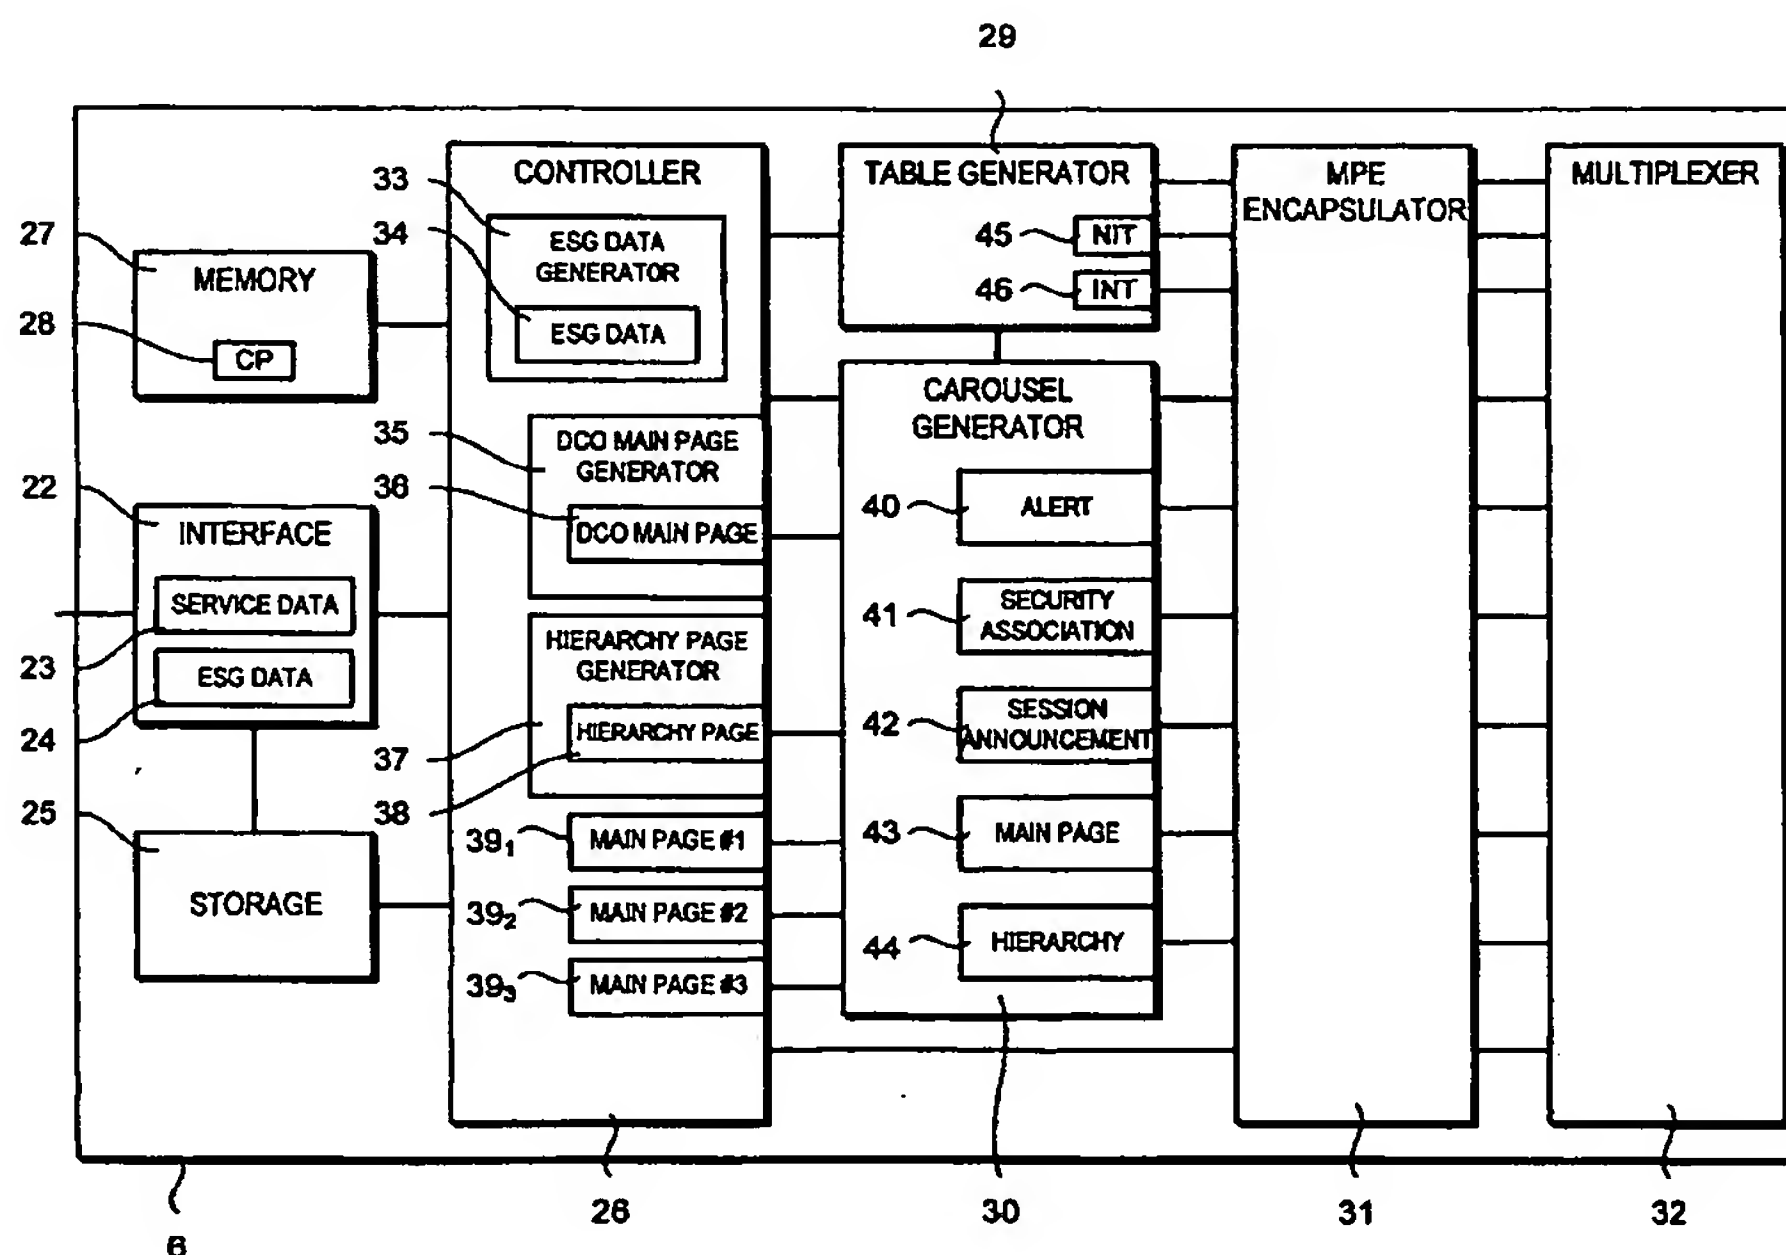 29
CONTROLLER
TABLE GENERATOR
MPE
ENCAPSULATOR
MULTIPLEXER
33
34
27
28
MEMORY
CP
ESG DATA
GENERATOR
ESG DATA
45
NIT
46
INT
CAROUSEL
GENERATOR
35
36
DCO MAIN PAGE
GENERATOR
DCO MAIN PAGE
22
INTERFACE
SERVICE DATA
ESG DATA
23
24
40
ALERT
41
SECURITY
ASSOCIATION
HIERARCHY PAGE
GENERATOR
HIERARCHY PAGE
37
38
42
SESSION
ANNOUNCEMENT
25
STORAGE
39₁
MAIN PAGE #1
39₂
MAIN PAGE #2
39₃
MAIN PAGE #3
43
MAIN PAGE
44
HIERARCHY
6
26
30
31
32